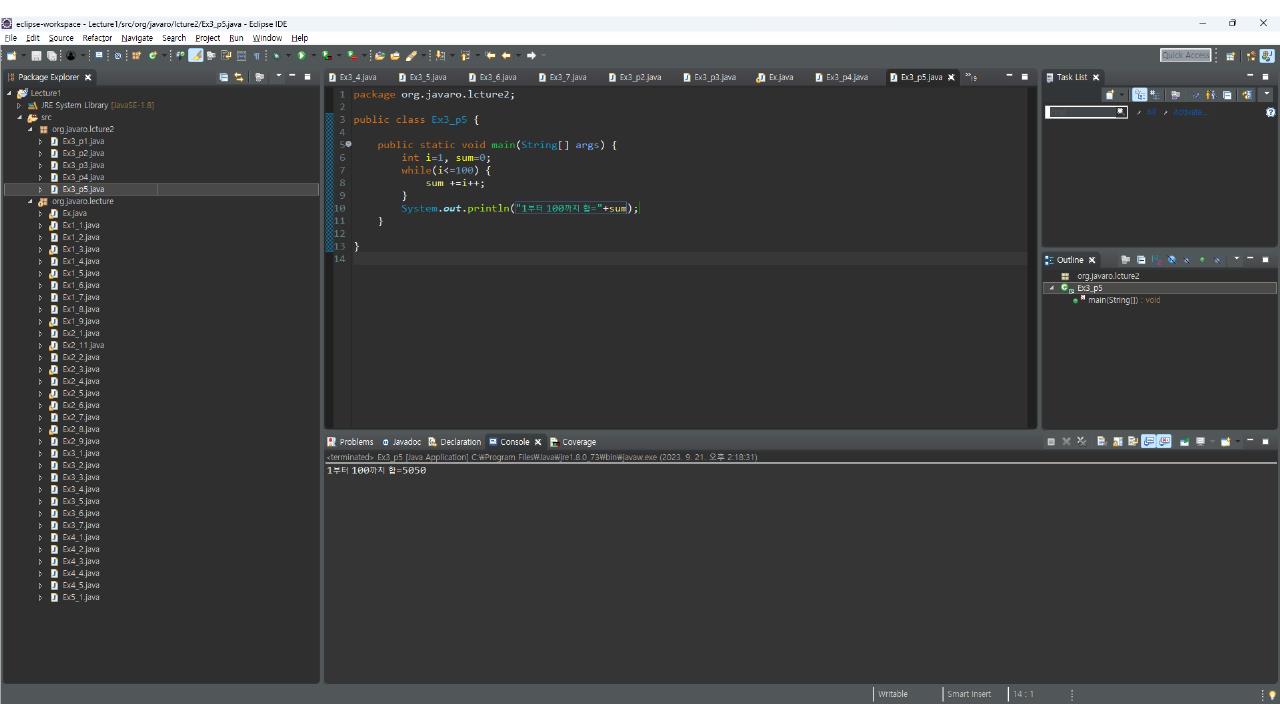 eclipse-workspace - Lecture1/src/org/javaro/lcture2/Ex3_p5.java - Eclipse IDE
File Edit Source Refactor Navigate Search Project Run Window Help
Quick Access
Package Explorer
Ex3_4.java Ex3_5.java Ex3_6.java Ex3_7.java Ex3_p2.java Ex3_p3.java Ex.java Ex3_p4.java Ex3_p5.java
Task List
Lecture1
JRE System Library [JavaSE-1.8]
src
org.javaro.lcture2
Ex3_p1.java
Ex3_p2.java
Ex3_p3.java
Ex3_p4.java
Ex3_p5.java
org.javaro.lecture
Ex.java
Ex1_1.java
Ex1_2.java
Ex1_3.java
Ex1_4.java
Ex1_5.java
Ex1_6.java
Ex1_7.java
Ex1_8.java
Ex1_9.java
Ex2_1.java
Ex2_11.java
Ex2_2.java
Ex2_3.java
Ex2_4.java
Ex2_5.java
Ex2_6.java
Ex2_7.java
Ex2_8.java
Ex2_9.java
Ex3_1.java
Ex3_2.java
Ex3_3.java
Ex3_4.java
Ex3_5.java
Ex3_6.java
Ex3_7.java
Ex4_1.java
Ex4_2.java
Ex4_3.java
Ex4_4.java
Ex4_5.java
Ex5_1.java
1 package org.javaro.lcture2;
2
3 public class Ex3_p5 {
4
5 public static void main(String[] args) {
6 int i=1, sum=0;
7 while(i<=100) {
8 sum +=i++;
9 }
10 System.out.println("1부터 100까지 합="+sum);
11 }
12
13 }
14
All Activate...
Outline
org.javaro.lcture2
Ex3_p5
main(String[]) : void
Problems Javadoc Declaration Console Coverage
<terminated> Ex3_p5 [Java Application] C:₩Program Files₩Java₩jre1.8.0_73₩bin₩javaw.exe (2023. 9. 21. 오후 2:18:31)
1부터 100까지 합=5050
Writable Smart Insert 14 : 1